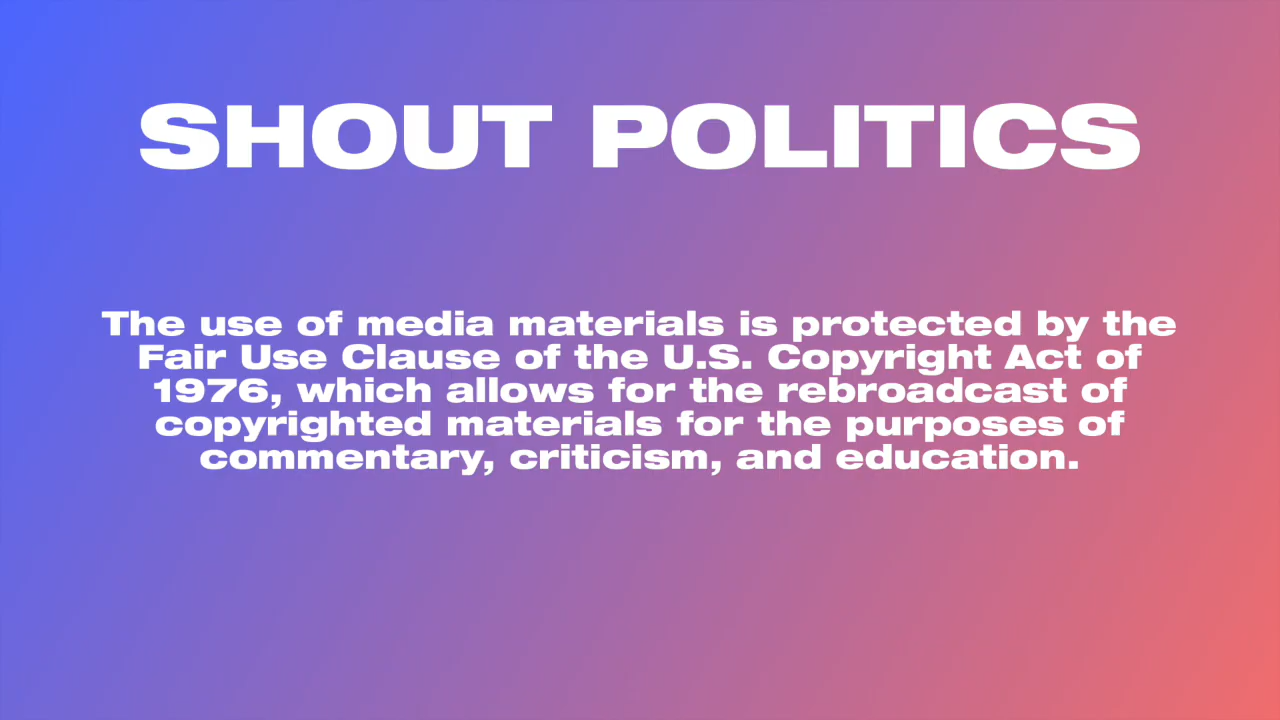 SHOUT POLITICS
The use of media materials is protected by the
Fair Use Clause of the U.S. Copyright Act of
1976, which allows for the rebroadcast of
copyrighted materials for the purposes of
commentary, criticism, and education.